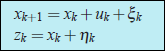 x_{k+1} = x_k + u_k + ξ_k
z_k = x_k + η_k